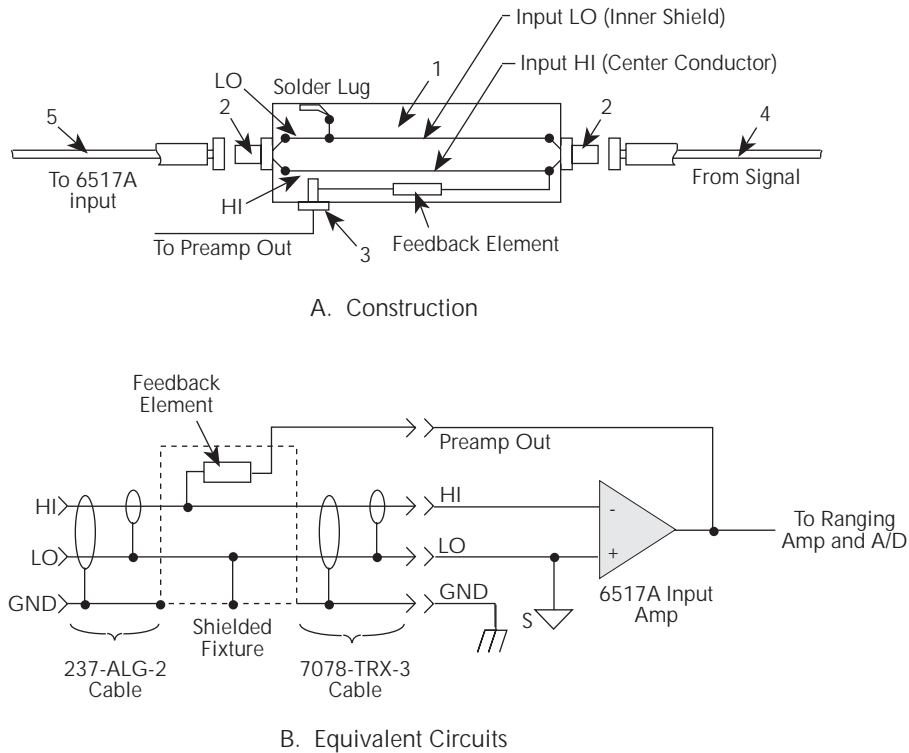 Input LO (Inner Shield)
Input HI (Center Conductor)
LO
Solder Lug
1
5
2
2
4
To 6517A
input
From Signal
HI
To Preamp Out
3
Feedback Element
A. Construction
Feedback
Element
Preamp Out
HI
HI
-
To Ranging
Amp and A/D
LO
LO
+
GND
GND
6517A Input
Amp
S
Shielded
Fixture
237-ALG-2
Cable
7078-TRX-3
Cable
B. Equivalent Circuits